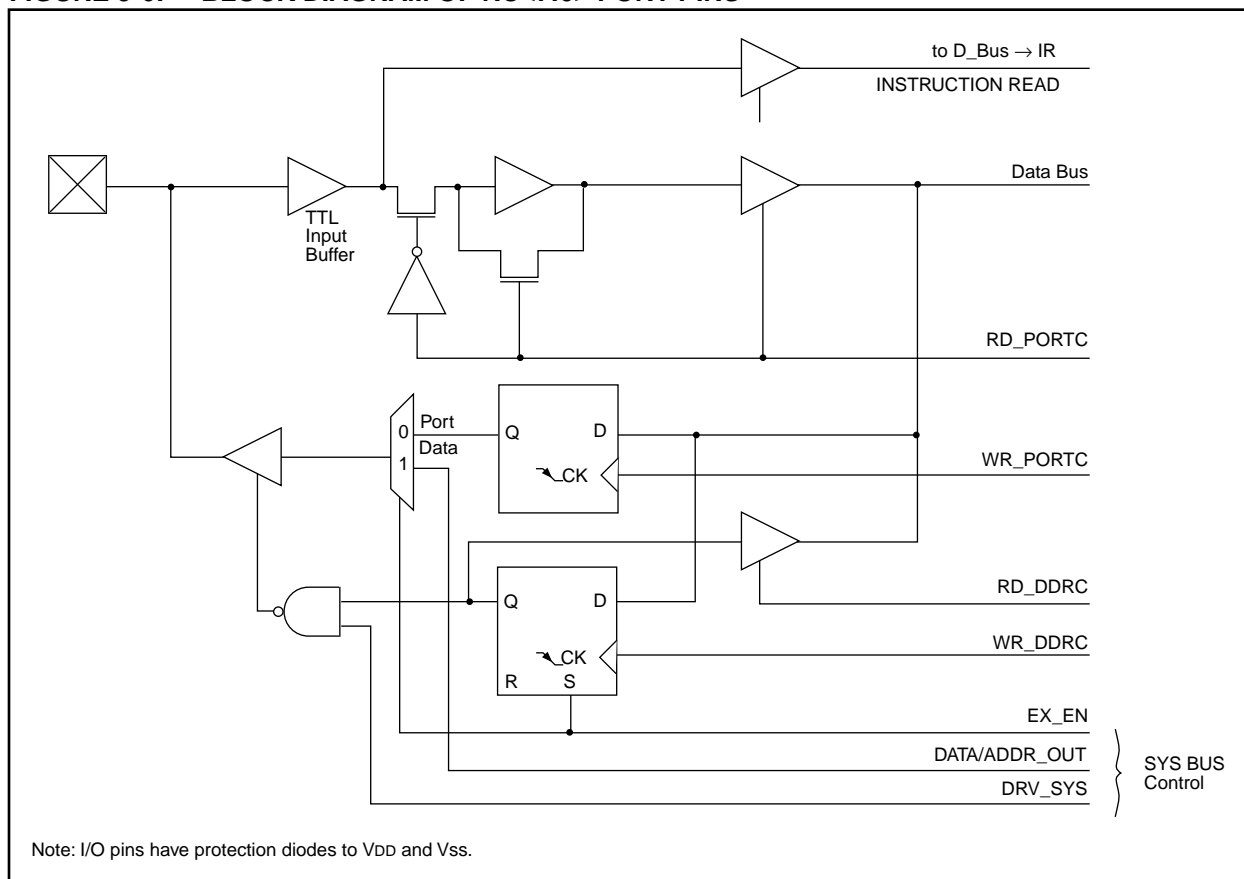 to D_Bus → IR
INSTRUCTION READ
Data Bus
TTL
Input
Buffer
RD_PORTC
Port
0
Q
D
Data
1
CK
WR_PORTC
Q
D
RD_DDRC
WR_DDRC
CK
R
S
EX_EN
DATA/ADDR_OUT
SYS BUS
Control
DRV_SYS
Note: I/O pins have protection diodes to VDD and VSS.